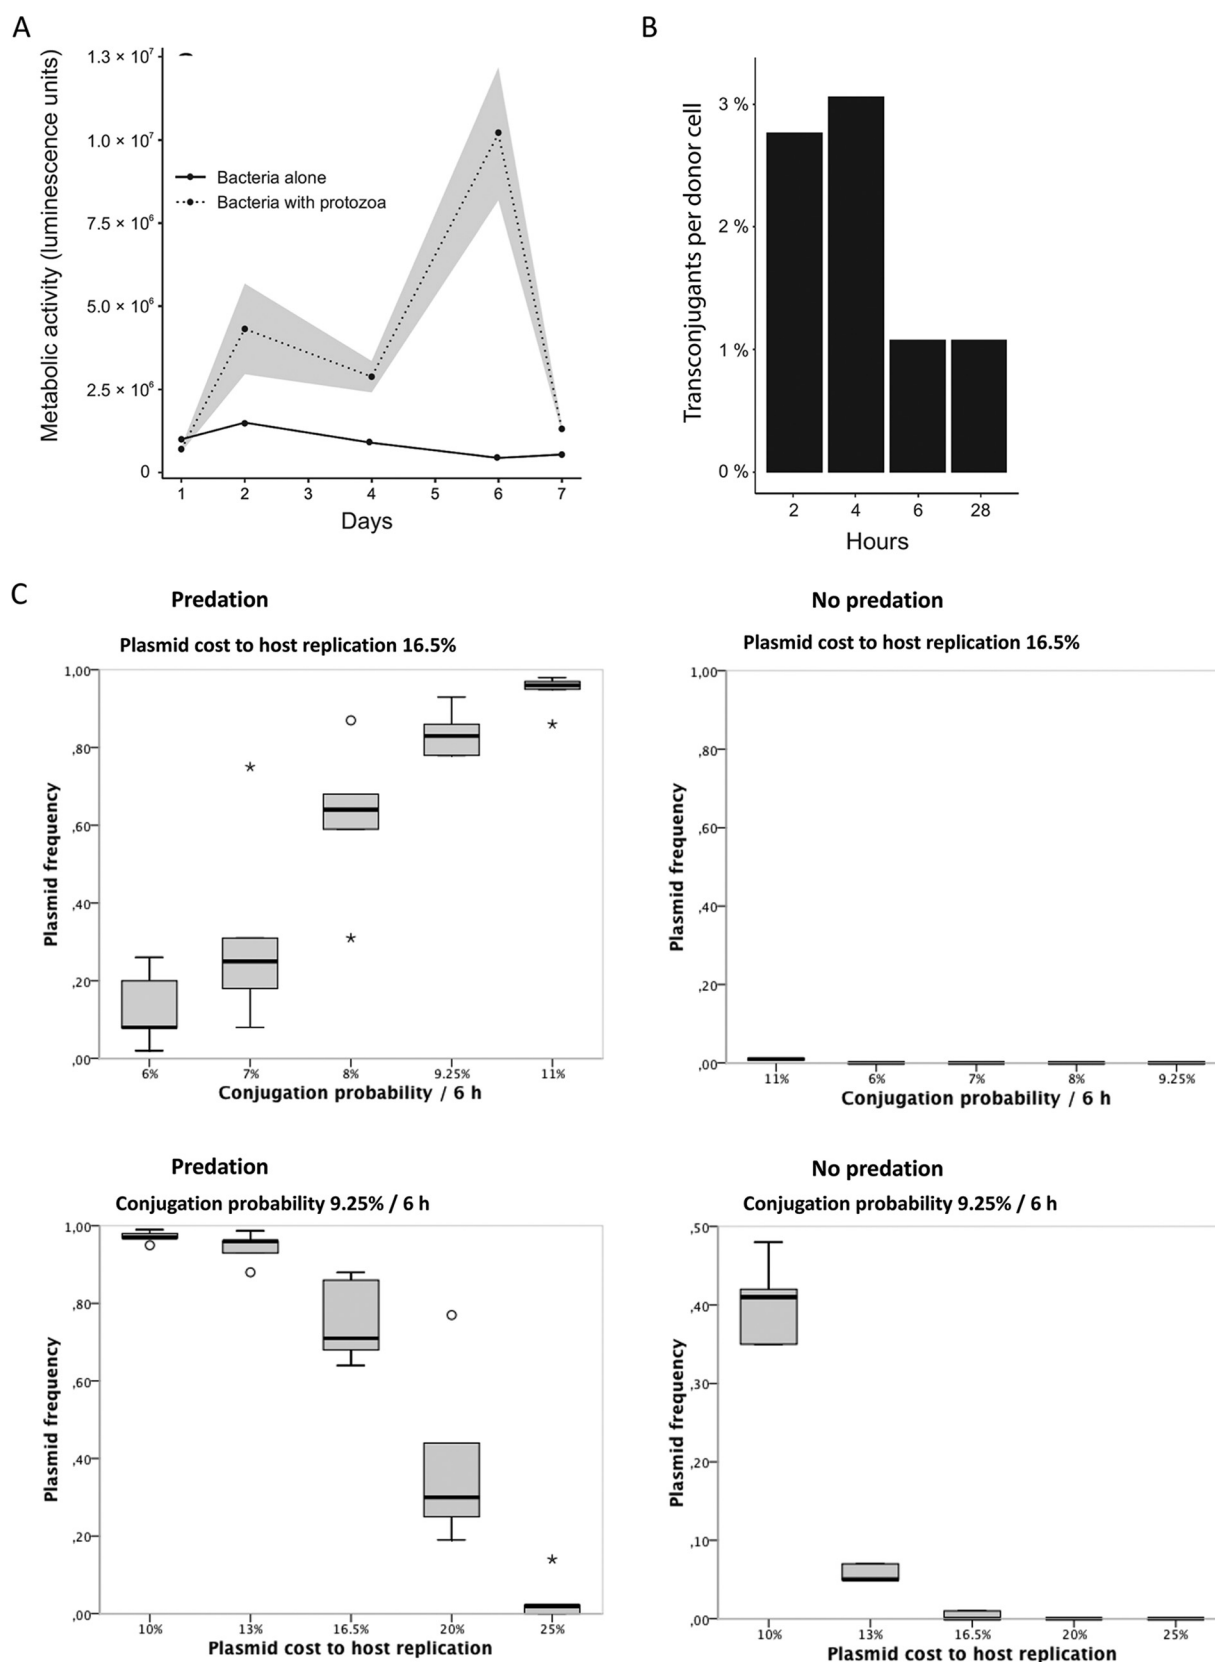 A
B
Metabolic activity (luminescence units)
1.3 × 10⁷
1.0 × 10⁷
7.5 × 10⁶
5.0 × 10⁶
2.5 × 10⁶
0
Bacteria alone
Bacteria with protozoa
1 2 3 4 5 6 7
Days
Transconjugants per donor cell
3 %
2 %
1 %
0 %
2 4 6 28
Hours
C
Predation
Plasmid cost to host replication 16.5%
Plasmid frequency
1,00
,80
,60
,40
,20
,00
6% 7% 8% 9.25% 11%
Conjugation probability / 6 h
No predation
Plasmid cost to host replication 16.5%
Plasmid frequency
1,00
,80
,60
,40
,20
,00
11% 6% 7% 8% 9.25%
Conjugation probability / 6 h
Predation
Conjugation probability 9.25% / 6 h
Plasmid frequency
1,00
,80
,60
,40
,20
,00
10% 13% 16.5% 20% 25%
Plasmid cost to host replication
No predation
Conjugation probability 9.25% / 6 h
Plasmid frequency
,50
,40
,30
,20
,10
,00
10% 13% 16.5% 20% 25%
Plasmid cost to host replication